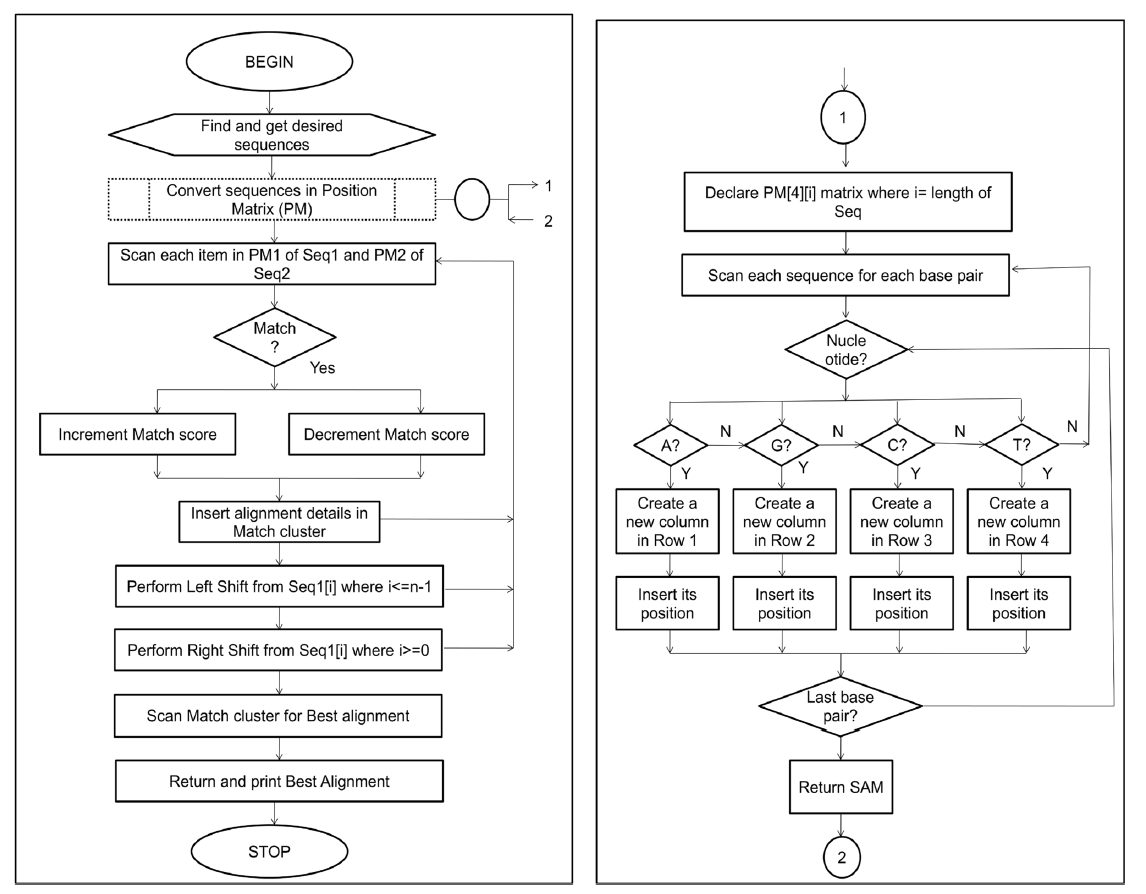 BEGIN
Find and get desired
sequences
Convert sequences in Position
Matrix (PM)
1
2
Scan each item in PM1 of Seq1 and PM2 of
Seq2
Match
?
Yes
Increment Match score
Decrement Match score
Insert alignment details in
Match cluster
Perform Left Shift from Seq1[i] where i<=n-1
Perform Right Shift from Seq1[i] where i>=0
Scan Match cluster for Best alignment
Return and print Best Alignment
STOP
1
Declare PM[4][i] matrix where i= length of
Seq
Scan each sequence for each base pair
Nucle
otide?
A?
N
G?
N
C?
N
T?
N
Y
Y
Y
Y
Create a
new column
in Row 1
Create a
new column
in Row 2
Create a
new column
in Row 3
Create a
new column
in Row 4
Insert its
position
Insert its
position
Insert its
position
Insert its
position
Last base
pair?
Return SAM
2